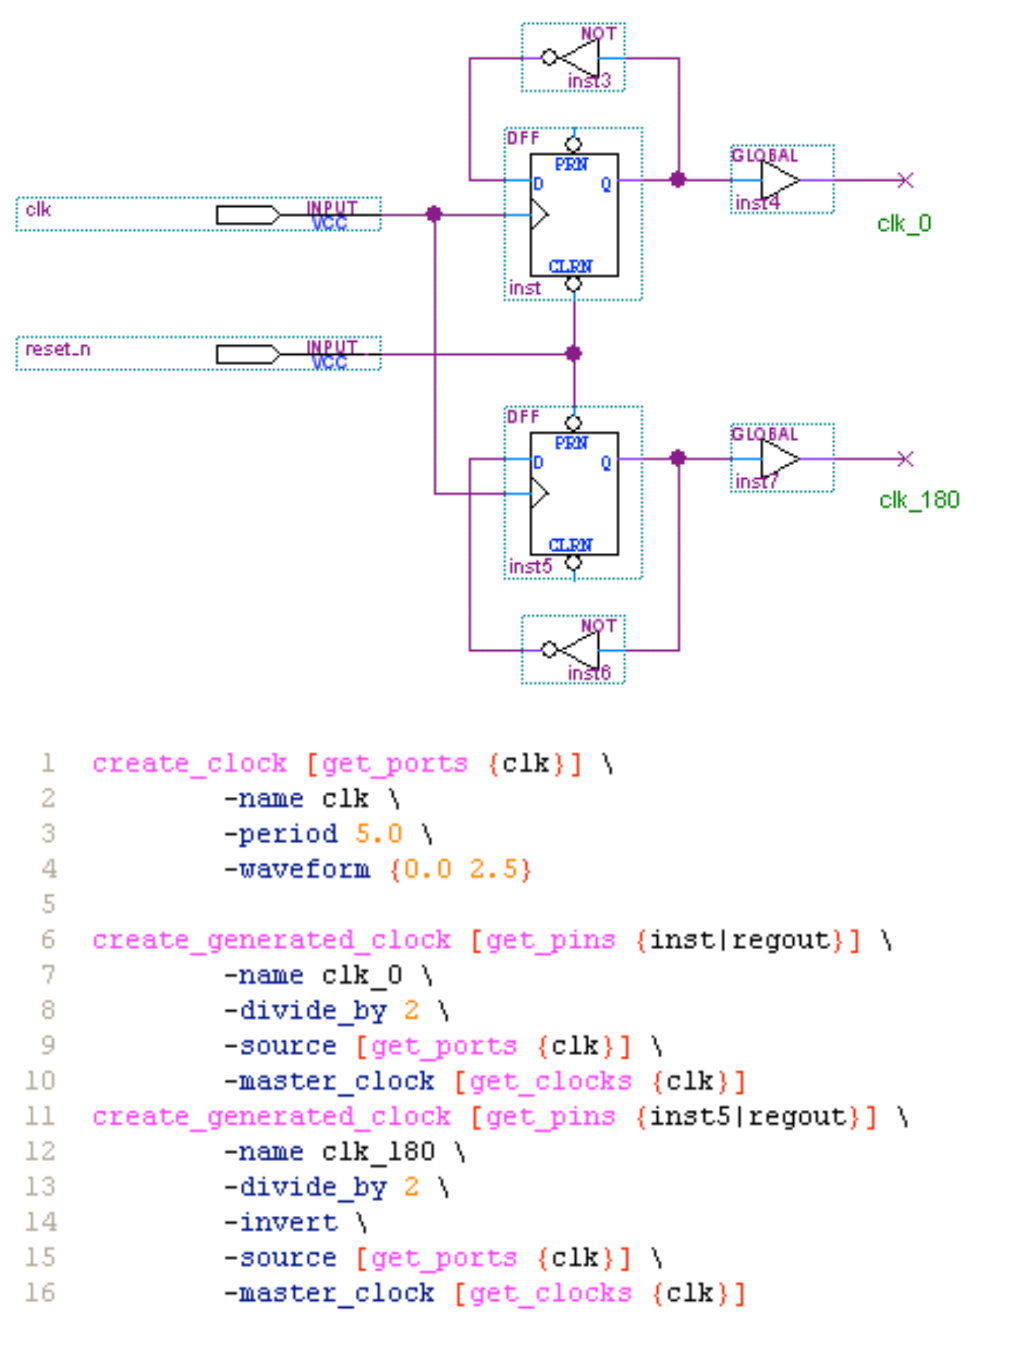 NOT
inst3
DFF
PRN
D Q
CLRN
inst
GLOBAL
inst4
clk_0
clk
INPUT
VCC
reset_n
INPUT
VCC
DFF
PRN
D Q
CLRN
inst5
GLOBAL
inst7
clk_180
NOT
inst6
1 create_clock [get_ports {clk}] \
2 -name clk \
3 -period 5.0 \
4 -waveform {0.0 2.5}
5
6 create_generated_clock [get_pins {inst|regout}] \
7 -name clk_0 \
8 -divide_by 2 \
9 -source [get_ports {clk}] \
10 -master_clock [get_clocks {clk}]
11 create_generated_clock [get_pins {inst5|regout}] \
12 -name clk_180 \
13 -divide_by 2 \
14 -invert \
15 -source [get_ports {clk}] \
16 -master_clock [get_clocks {clk}]